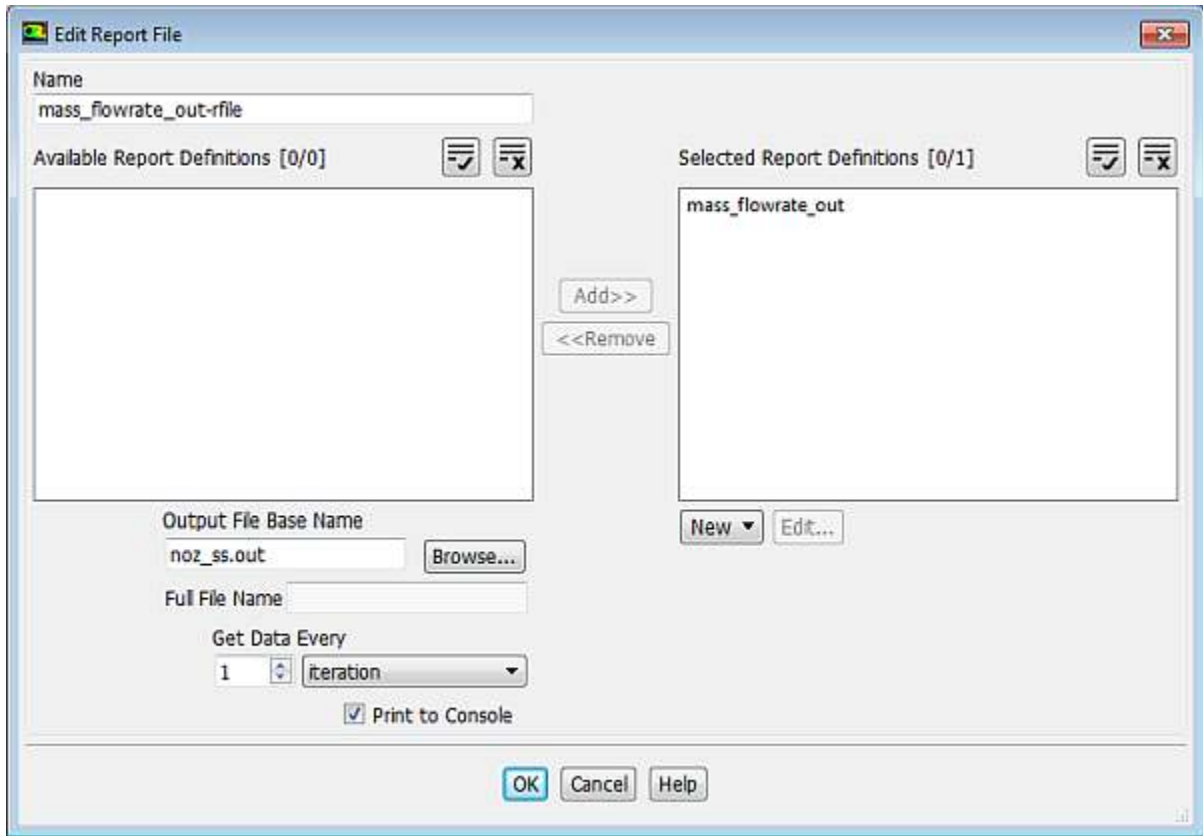 Edit Report File
Name
mass_flowrate_out-rfile
Available Report Definitions [0/0]
Selected Report Definitions [0/1]
mass_flowrate_out
Add>>
<<Remove
Output File Base Name
noz_ss.out
Browse...
New
Edit...
Full File Name
Get Data Every
1
iteration
Print to Console
OK
Cancel
Help